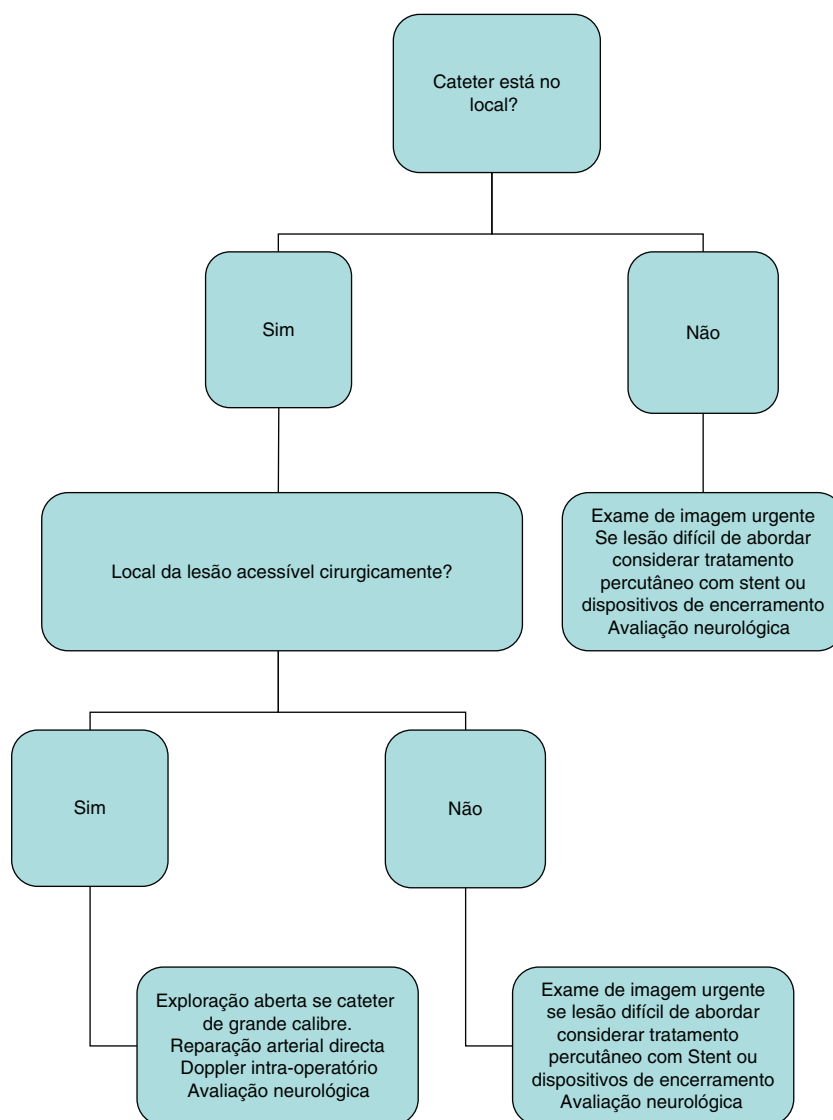 Cateter está no
local?
Sim
Não
Exame de imagem urgente
Se lesão difícil de abordar
considerar tratamento
percutâneo com stent ou
dispositivos de encerramento
Avaliação neurológica
Local da lesão acessível cirurgicamente?
Sim
Não
Exploração aberta se cateter
de grande calibre.
Reparação arterial directa
Doppler intra-operatório
Avaliação neurológica
Exame de imagem urgente
se lesão difícil de abordar
considerar tratamento
percutâneo com Stent ou
dispositivos de encerramento
Avaliação neurológica